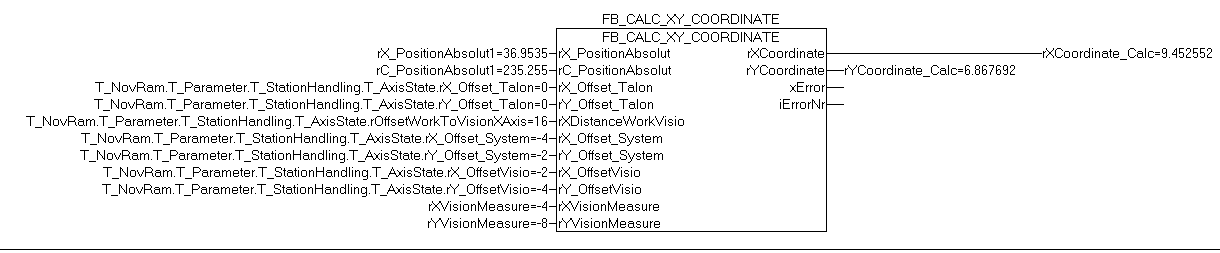 FB_CALC_XY_COORDINATE
FB_CALC_XY_COORDINATE
rX_PositionAbsolut1=36.9535 rX_PositionAbsolut rXCoordinate rXCoordinate_Calc=9.452552
rC_PositionAbsolut1=235.255 rC_PositionAbsolut rYCoordinate rYCoordinate_Calc=6.867692
T_NovRam.T_Parameter.T_StationHandling.T_AxisState.rX_Offset_Talon=0 rX_Offset_Talon xError
T_NovRam.T_Parameter.T_StationHandling.T_AxisState.rY_Offset_Talon=0 rY_Offset_Talon iErrorNr
T_NovRam.T_Parameter.T_StationHandling.T_AxisState.rOffsetWorkToVisionXAxis=16 rXDistanceWorkVisio
T_NovRam.T_Parameter.T_StationHandling.T_AxisState.rX_Offset_System=-4 rX_Offset_System
T_NovRam.T_Parameter.T_StationHandling.T_AxisState.rY_Offset_System=-2 rY_Offset_System
T_NovRam.T_Parameter.T_StationHandling.T_AxisState.rX_OffsetVisio=-2 rX_OffsetVisio
T_NovRam.T_Parameter.T_StationHandling.T_AxisState.rY_OffsetVisio=-4 rY_OffsetVisio
rXVisionMeasure=-4 rXVisionMeasure
rYVisionMeasure=-8 rYVisionMeasure